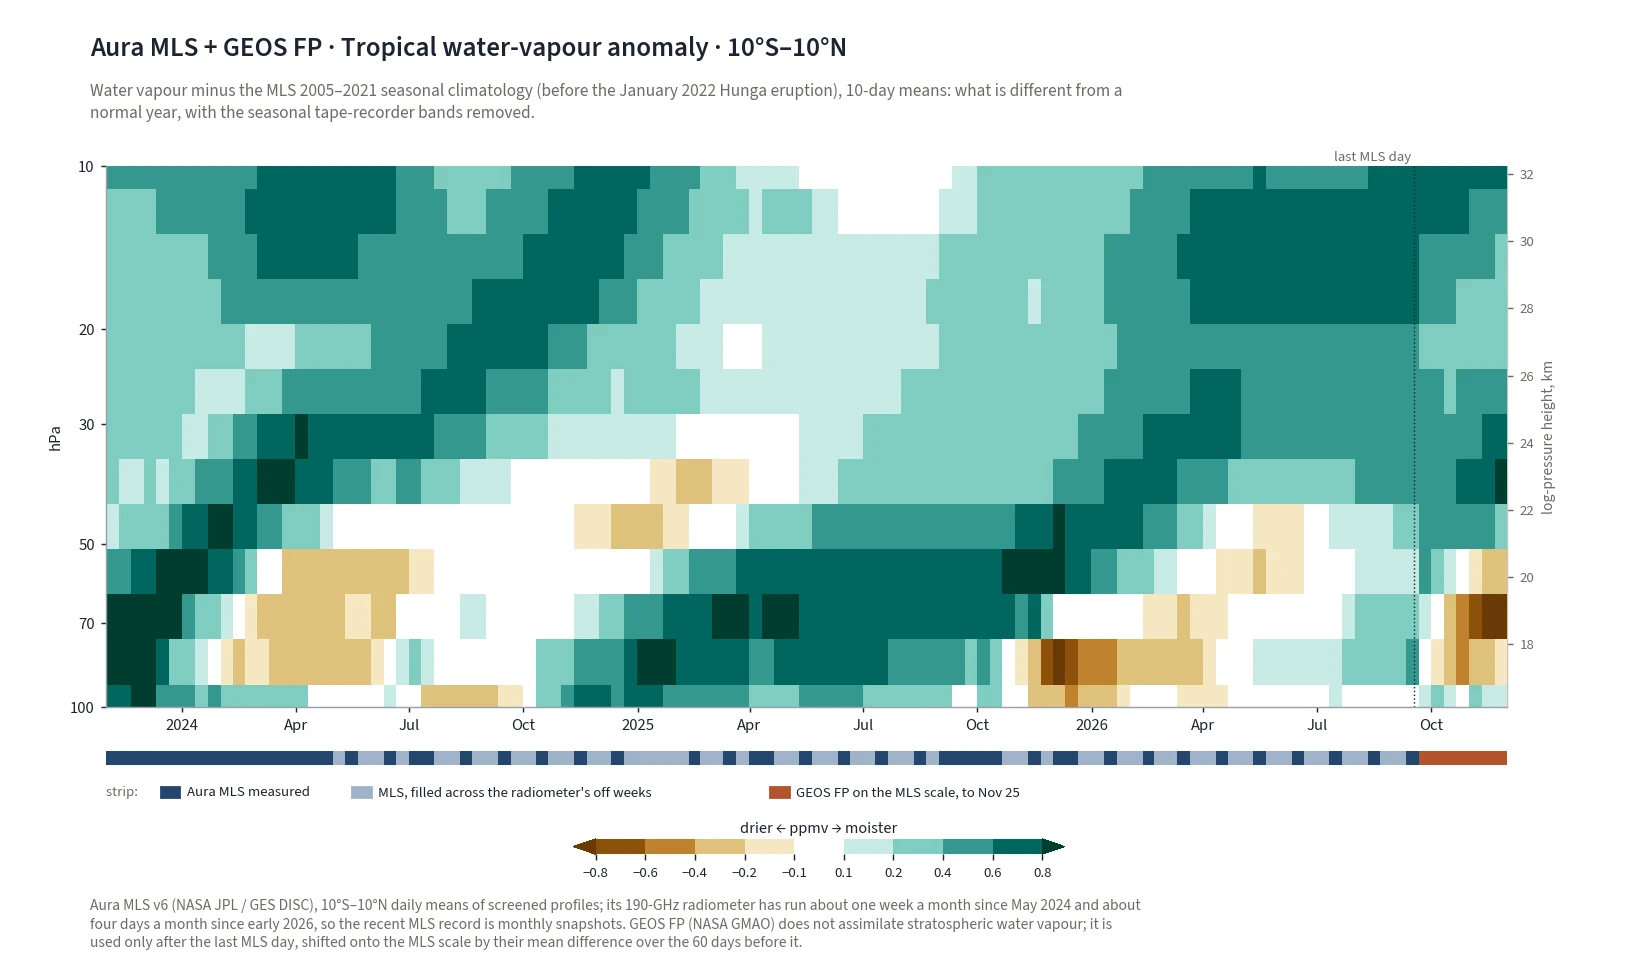 Aura MLS + GEOS FP · Tropical water-vapour anomaly · 10°S–10°N
Water vapour minus the MLS 2005–2021 seasonal climatology (before the January 2022 Hunga eruption), 10-day means: what is different from a
normal year, with the seasonal tape-recorder bands removed.
last MLS day
10
20
30
50
70
100
hPa
32
30
28
26
24
22
20
18
log-pressure height, km
2024 Apr Jul Oct 2025 Apr Jul Oct 2026 Apr Jul Oct
strip: Aura MLS measured MLS, filled across the radiometer's off weeks GEOS FP on the MLS scale, to Nov 25
drier ← ppmv → moister
−0.8 −0.6 −0.4 −0.2 −0.1 0.1 0.2 0.4 0.6 0.8
Aura MLS v6 (NASA JPL / GES DISC), 10°S–10°N daily means of screened profiles; its 190-GHz radiometer has run about one week a month since May 2024 and about
four days a month since early 2026, so the recent MLS record is monthly snapshots. GEOS FP (NASA GMAO) does not assimilate stratospheric water vapour; it is
used only after the last MLS day, shifted onto the MLS scale by their mean difference over the 60 days before it.